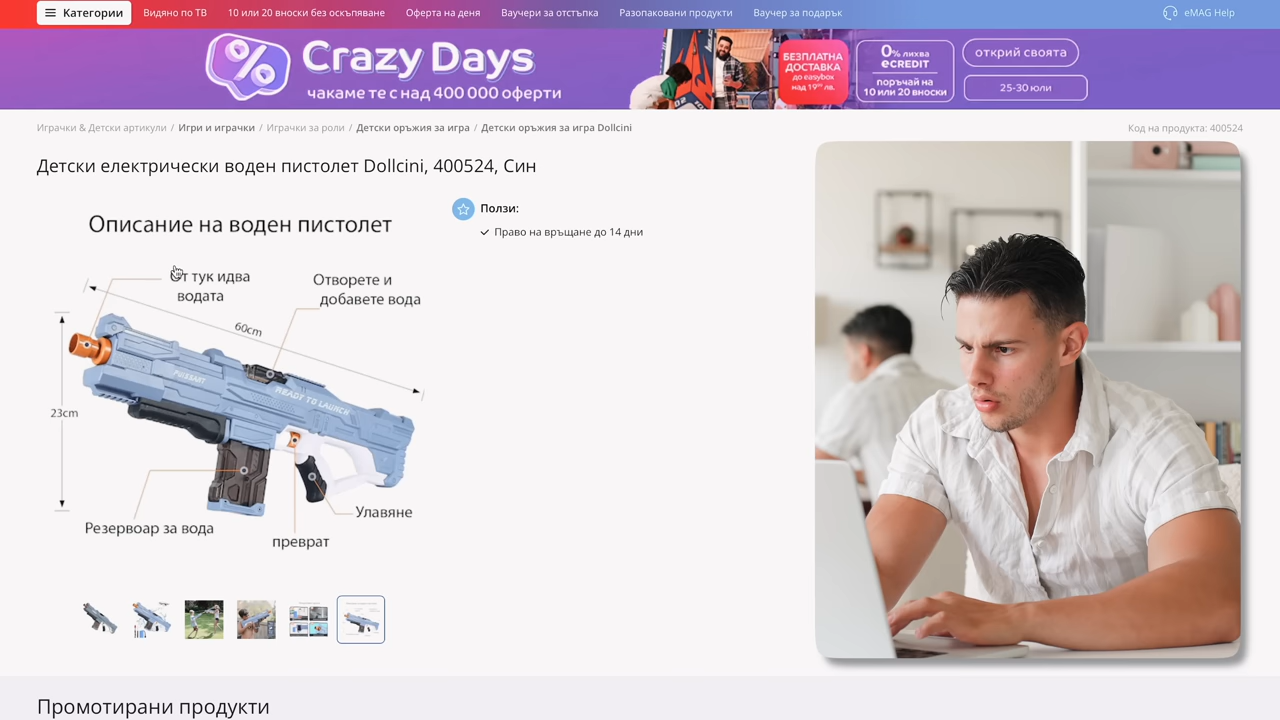 Категории
Видяно по ТВ
10 или 20 вноски без оскъпяване
Оферта на деня
Ваучери за отстъпка
Разопаковани продукти
Ваучер за подарък
eMAG Help
%
Crazy Days
чакаме те с над 400 000 оферти
БЕЗПЛАТНА
ДОСТАВКА
до easybox
над 19⁹⁹ лв.
0% лихва
eCREDIT
поръчай на
10 или 20 вноски
открий своята
25-30 юли
Играчки & Детски артикули / Игри и играчки / Играчки за роли / Детски оръжия за игра / Детски оръжия за игра Dollcini
Код на продукта: 400524
Детски електрически воден пистолет Dollcini, 400524, Син
Ползи:
Право на връщане до 14 дни
Описание на воден пистолет
От тук идва
водата
Отворете и
добавете вода
60cm
23cm
READY TO LAUNCH
Резервоар за вода
Улавяне
преврат
Промотирани продукти